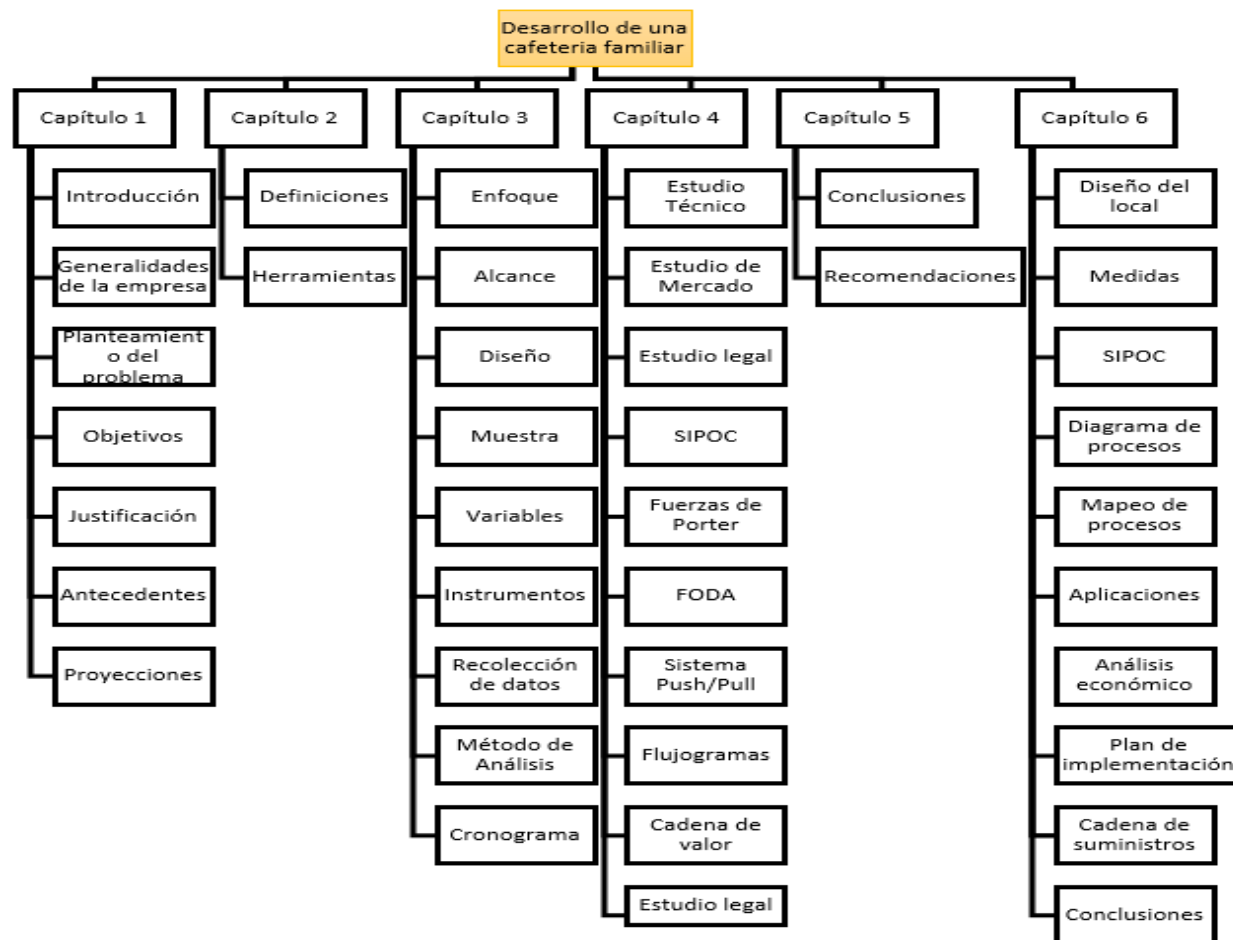 Desarrollo de una
cafeteria familiar
Capítulo 1
Introducción
Generalidades
de la empresa
Planteamient
o del
problema
Objetivos
Justificación
Antecedentes
Proyecciones
Capítulo 2
Definiciones
Herramientas
Capítulo 3
Enfoque
Alcance
Diseño
Muestra
Variables
Instrumentos
Recolección
de datos
Método de
Análisis
Cronograma
Capítulo 4
Estudio
Técnico
Estudio de
Mercado
Estudio legal
SIPOC
Fuerzas de
Porter
FODA
Sistema
Push/Pull
Flujogramas
Cadena de
valor
Estudio legal
Capítulo 5
Conclusiones
Recomendaciones
Capítulo 6
Diseño del
local
Medidas
SIPOC
Diagrama de
procesos
Mapeo de
procesos
Aplicaciones
Análisis
económico
Plan de
implementación
Cadena de
suministros
Conclusiones